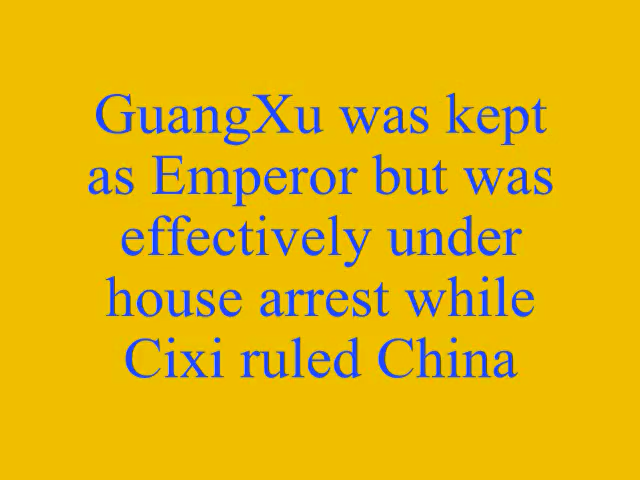 GuangXu was kept
as Emperor but was
effectively under
house arrest while
Cixi ruled China